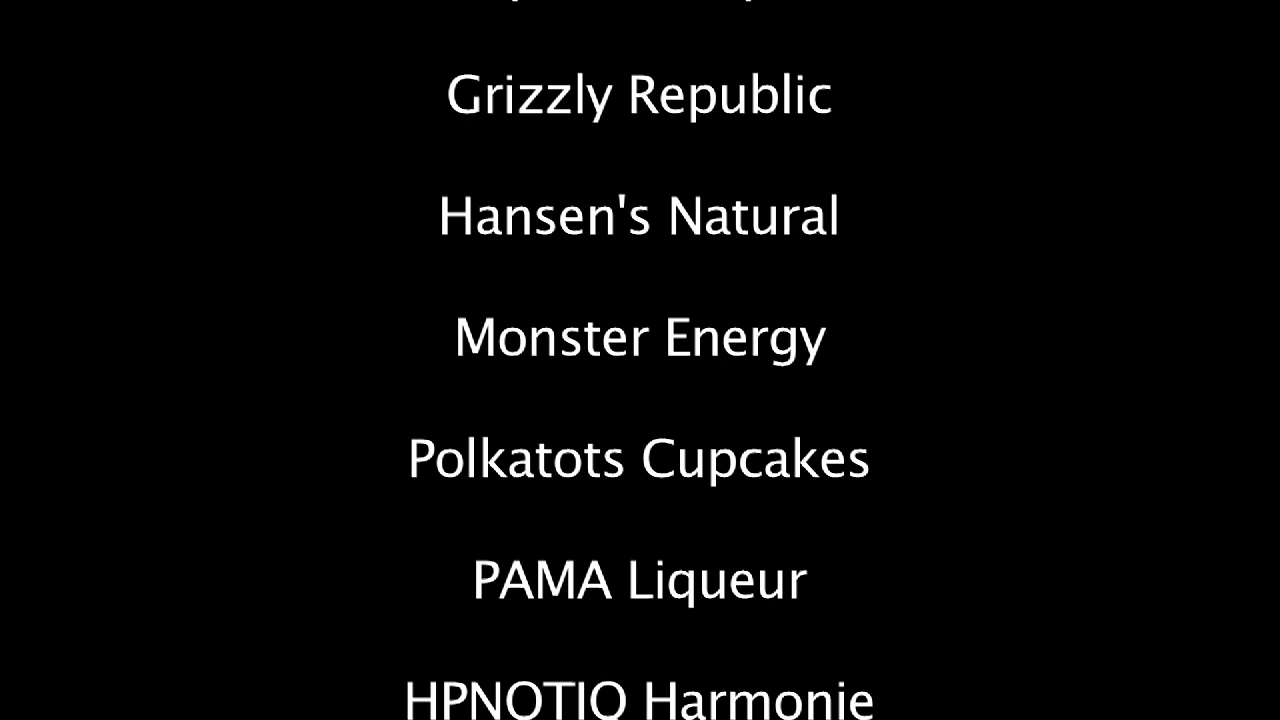 Grizzly Republic
Hansen's Natural
Monster Energy
Polkatots Cupcakes
PAMA Liqueur
HPNOTIQ Harmonie